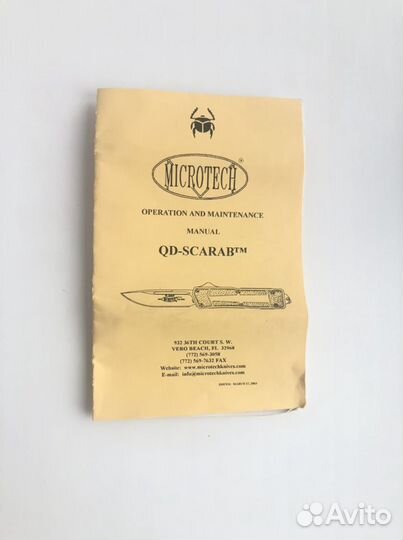 MICROTECH
®
OPERATION AND MAINTENANCE
MANUAL
QD-SCARAB™
932 36TH COURT S. W.
VERO BEACH, FL 32968
(772) 569-3058
(772) 569-7632 FAX
Website: www.microtechknives.com
E-mail: info@microtechknives.com
Avito